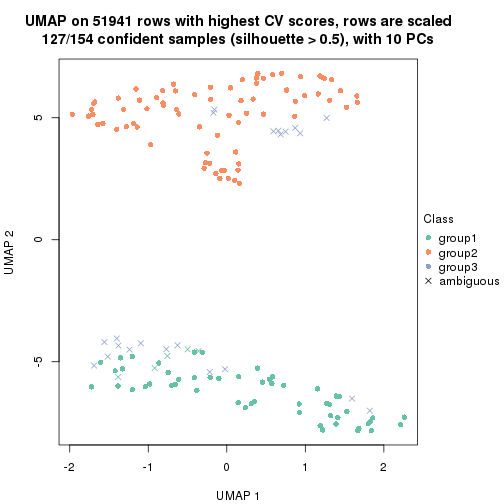 UMAP on 51941 rows with highest CV scores, rows are scaled
127/154 confident samples (silhouette > 0.5), with 10 PCs
5
0
-5
UMAP 2
-2
-1
0
1
2
UMAP 1
Class
group1
group2
group3
ambiguous